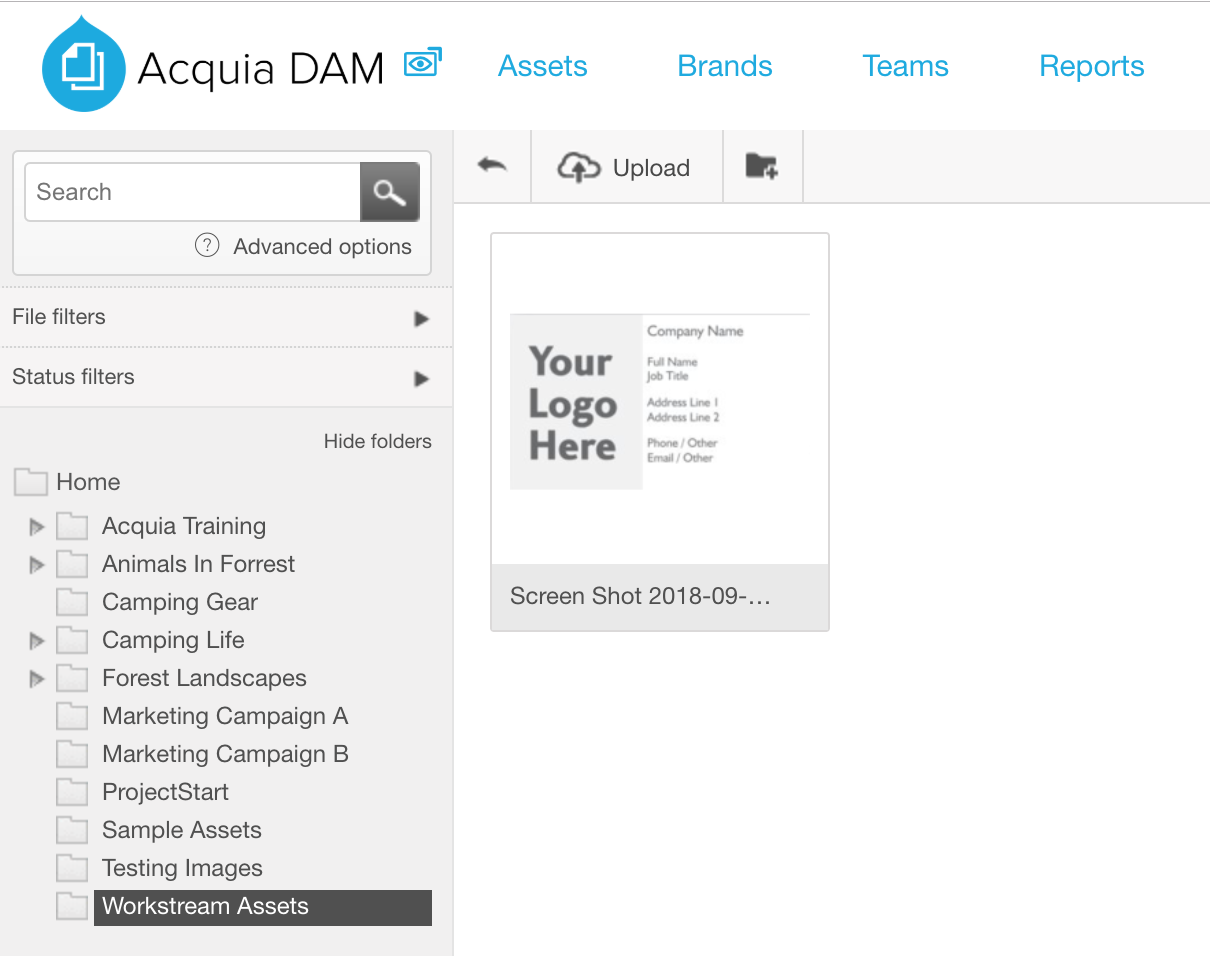 Acquia DAM
Assets
Brands
Teams
Reports
Search
? Advanced options
File filters
Status filters
Hide folders
Home
Acquia Training
Animals In Forrest
Camping Gear
Camping Life
Forest Landscapes
Marketing Campaign A
Marketing Campaign B
ProjectStart
Sample Assets
Testing Images
Workstream Assets
Upload
Your
Logo
Here
Company Name
Full Name
Job Title
Address Line 1
Address Line 2
Phone / Other
Email / Other
Screen Shot 2018-09-...